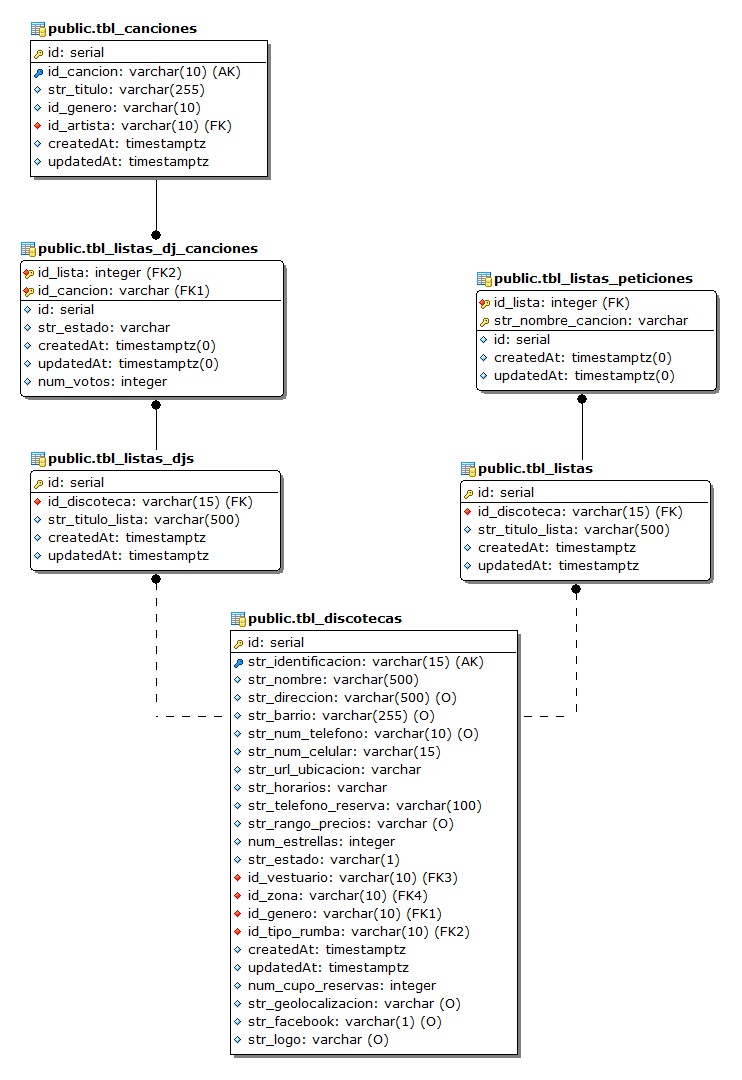 public.tbl_canciones
id: serial
id_cancion: varchar(10) (AK)
str_titulo: varchar(255)
id_genero: varchar(10)
id_artista: varchar(10) (FK)
createdAt: timestamptz
updatedAt: timestamptz
public.tbl_listas_dj_canciones
id_lista: integer (FK2)
id_cancion: varchar (FK1)
id: serial
str_estado: varchar
createdAt: timestamptz(0)
updatedAt: timestamptz(0)
num_votos: integer
public.tbl_listas_peticiones
id_lista: integer (FK)
str_nombre_cancion: varchar
id: serial
createdAt: timestamptz(0)
updatedAt: timestamptz(0)
public.tbl_listas_djs
id: serial
id_discoteca: varchar(15) (FK)
str_titulo_lista: varchar(500)
createdAt: timestamptz
updatedAt: timestamptz
public.tbl_listas
id: serial
id_discoteca: varchar(15) (FK)
str_titulo_lista: varchar(500)
createdAt: timestamptz
updatedAt: timestamptz
public.tbl_discotecas
id: serial
str_identificacion: varchar(15) (AK)
str_nombre: varchar(500)
str_direccion: varchar(500) (O)
str_barrio: varchar(255) (O)
str_num_telefono: varchar(10) (O)
str_num_celular: varchar(15)
str_url_ubicacion: varchar
str_horarios: varchar
str_telefono_reserva: varchar(100)
str_rango_precios: varchar (O)
num_estrellas: integer
str_estado: varchar(1)
id_vestuario: varchar(10) (FK3)
id_zona: varchar(10) (FK4)
id_genero: varchar(10) (FK1)
id_tipo_rumba: varchar(10) (FK2)
createdAt: timestamptz
updatedAt: timestamptz
num_cupo_reservas: integer
str_geolocalizacion: varchar (O)
str_facebook: varchar(1) (O)
str_logo: varchar (O)